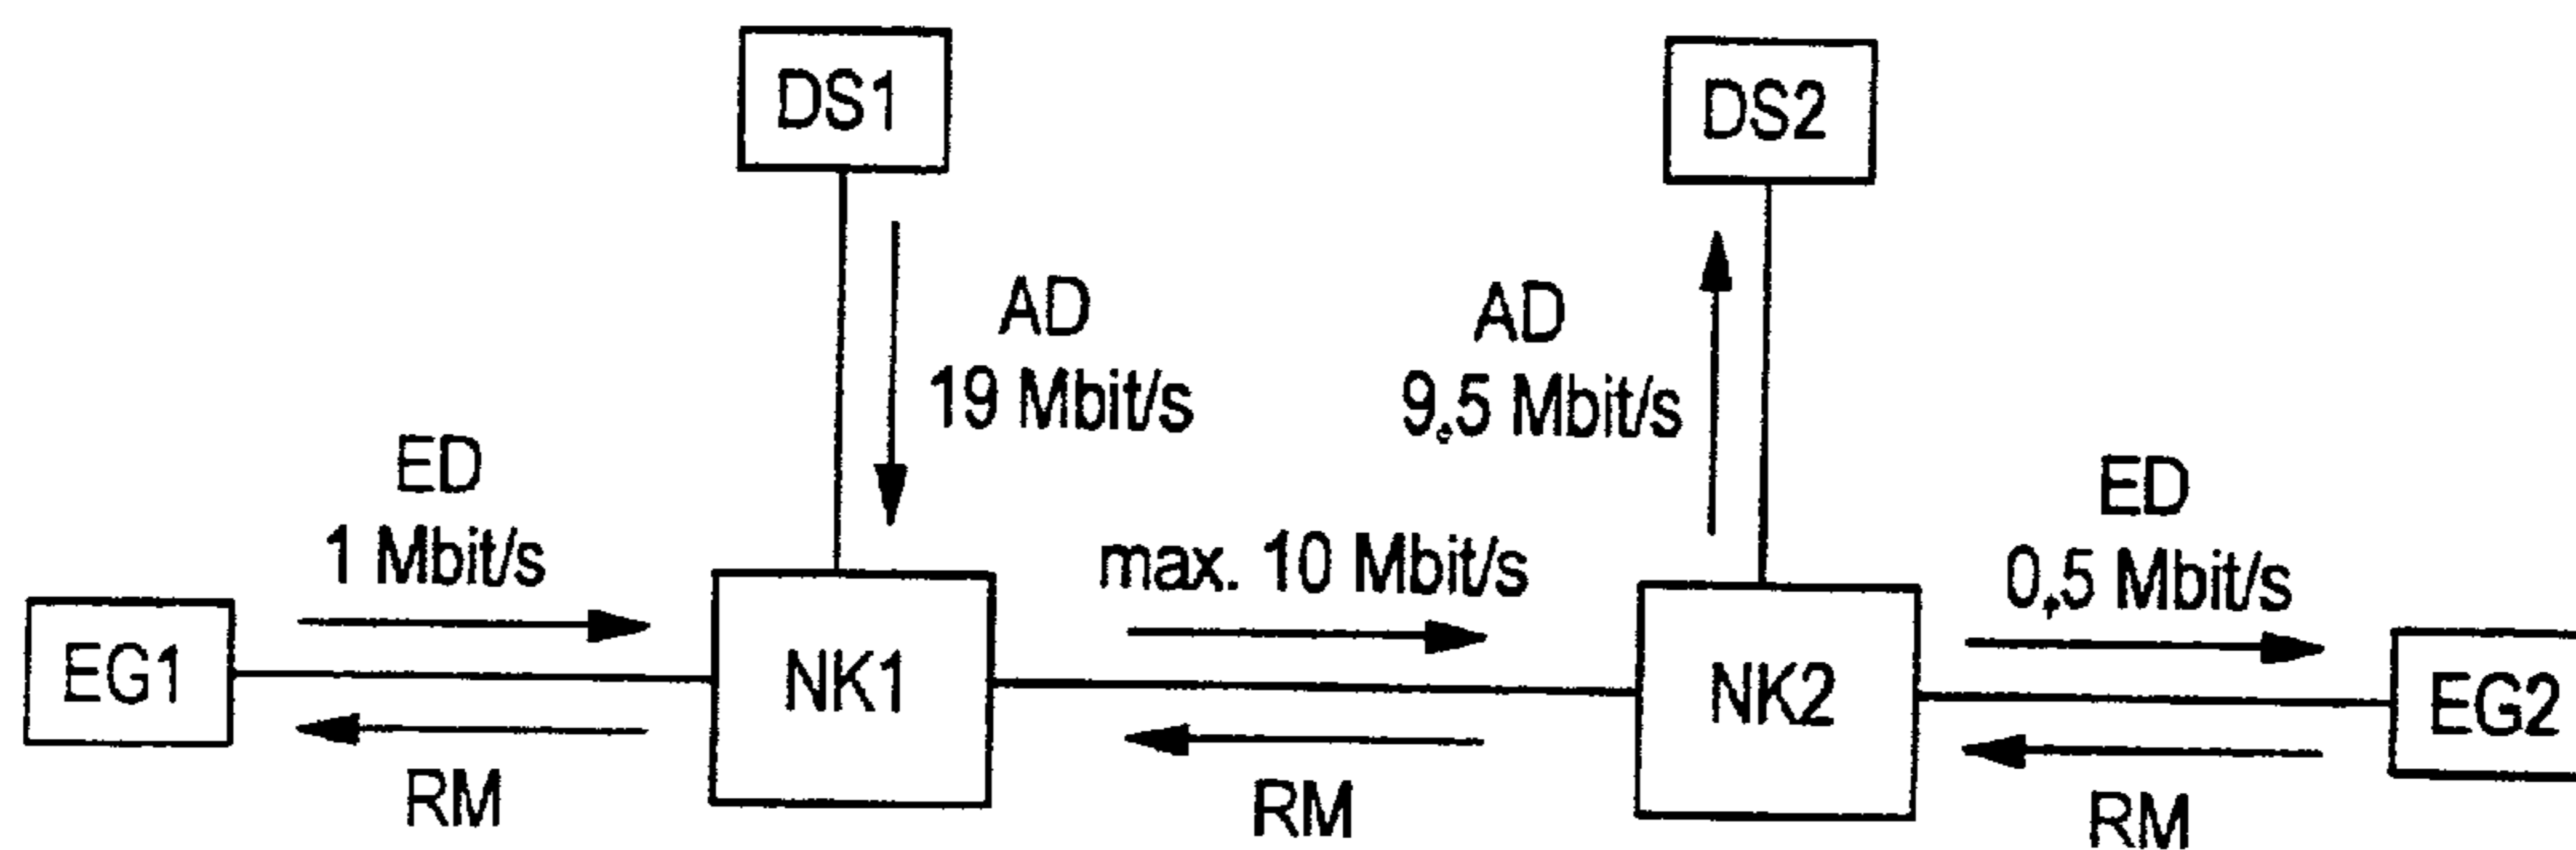 DS1
DS2
AD
19 Mbit/s
AD
9,5 Mbit/s
ED
1 Mbit/s
max. 10 Mbit/s
ED
0,5 Mbit/s
EG1
NK1
NK2
EG2
RM
RM
RM